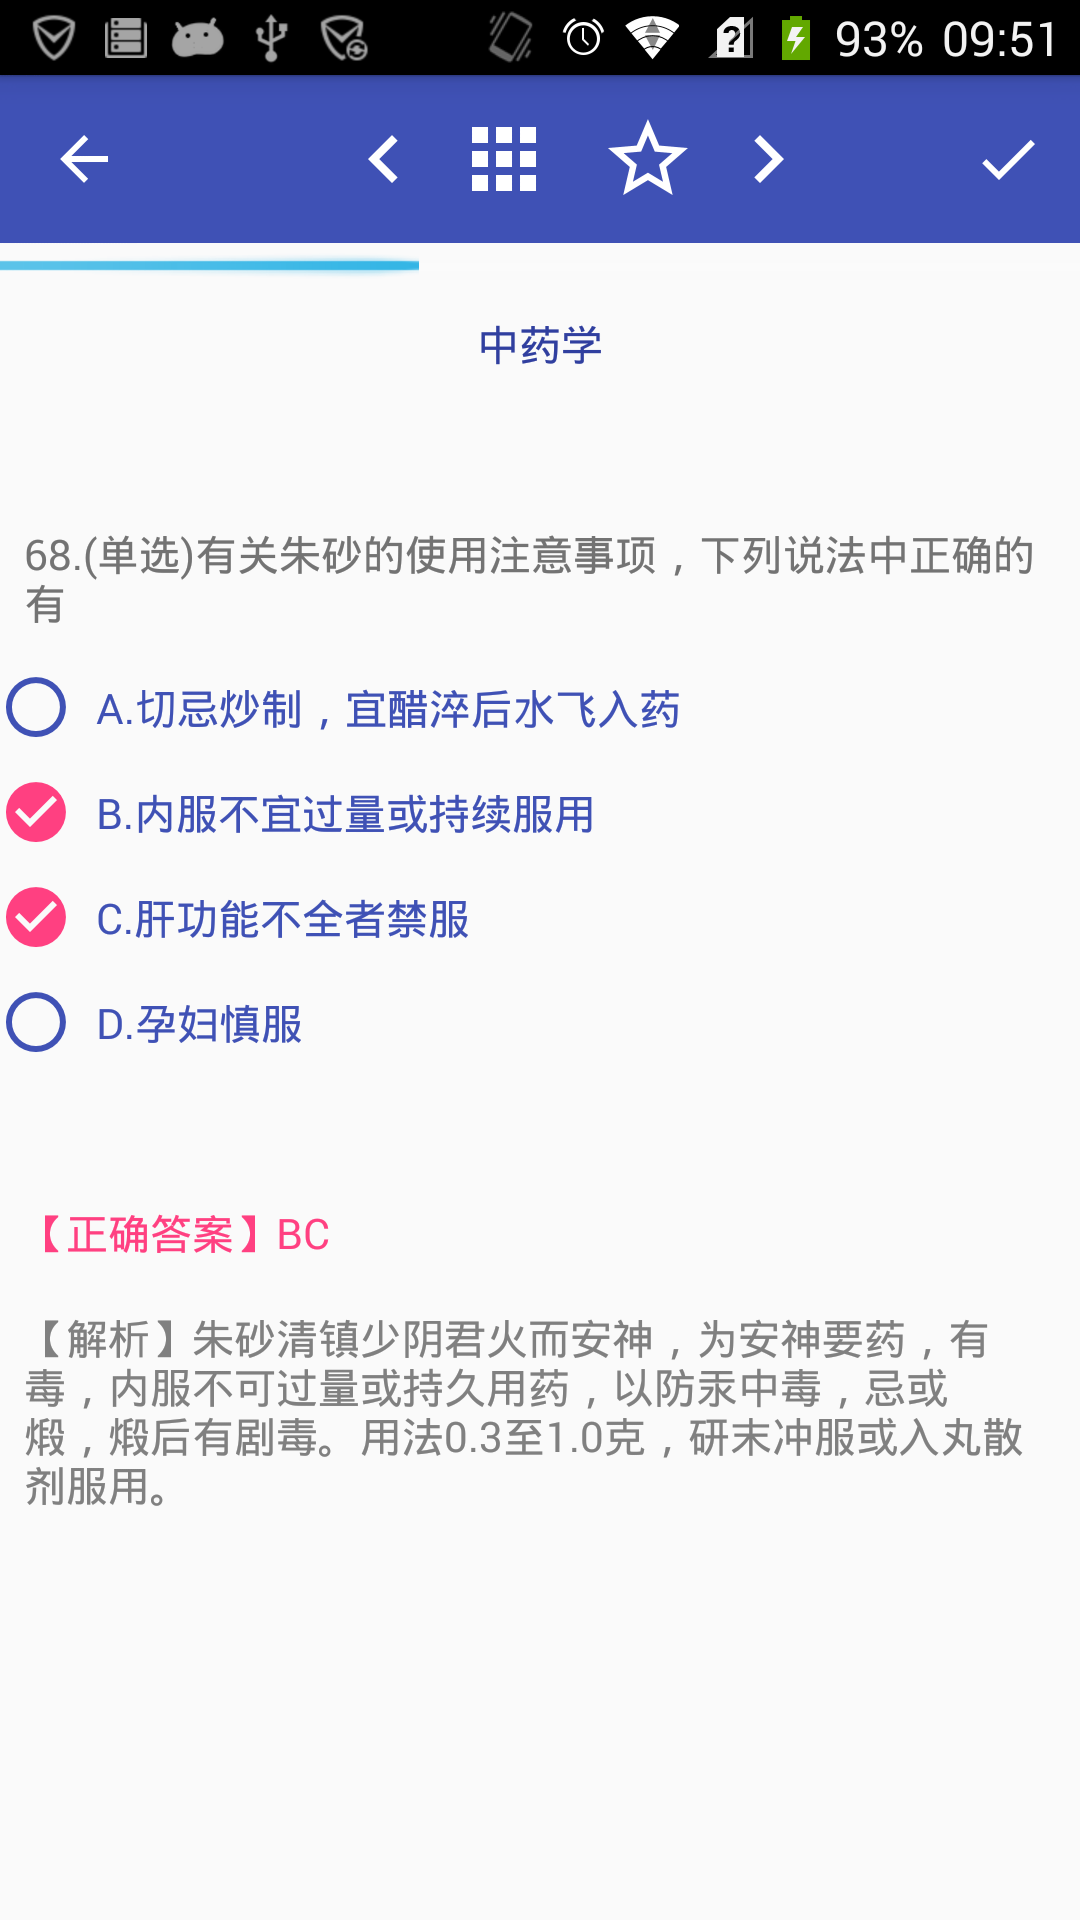 93% 09:51
中药学
68.(单选)有关朱砂的使用注意事项，下列说法中正确的
有
A.切忌炒制，宜醋淬后水飞入药
B.内服不宜过量或持续服用
C.肝功能不全者禁服
D.孕妇慎服
【正确答案】BC
【解析】朱砂清镇少阴君火而安神，为安神要药，有
毒，内服不可过量或持久用药，以防汞中毒，忌或
煅，煅后有剧毒。用法0.3至1.0克，研末冲服或入丸散
剂服用。